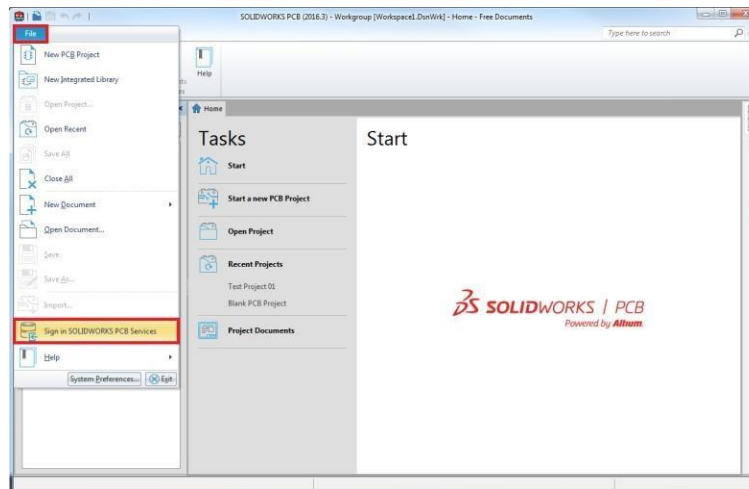 SOLIDWORKS PCB (2016.3) - Workgroup [Workspace1.DsnWrk] - Home - Free Documents
File
Type here to search
New PCB Project
New Integrated Library
Open Project...
Open Recent
Save All
Close All
New Document
Open Document...
Save
Save As...
Import...
Sign in SOLIDWORKS PCB Services
Help
System Preferences...
Exit
Help
Home
Tasks
Start
Start a new PCB Project
Open Project
Recent Projects
Test Project 01
Blank PCB Project
Project Documents
Start
SOLIDWORKS | PCB
Powered by Altium